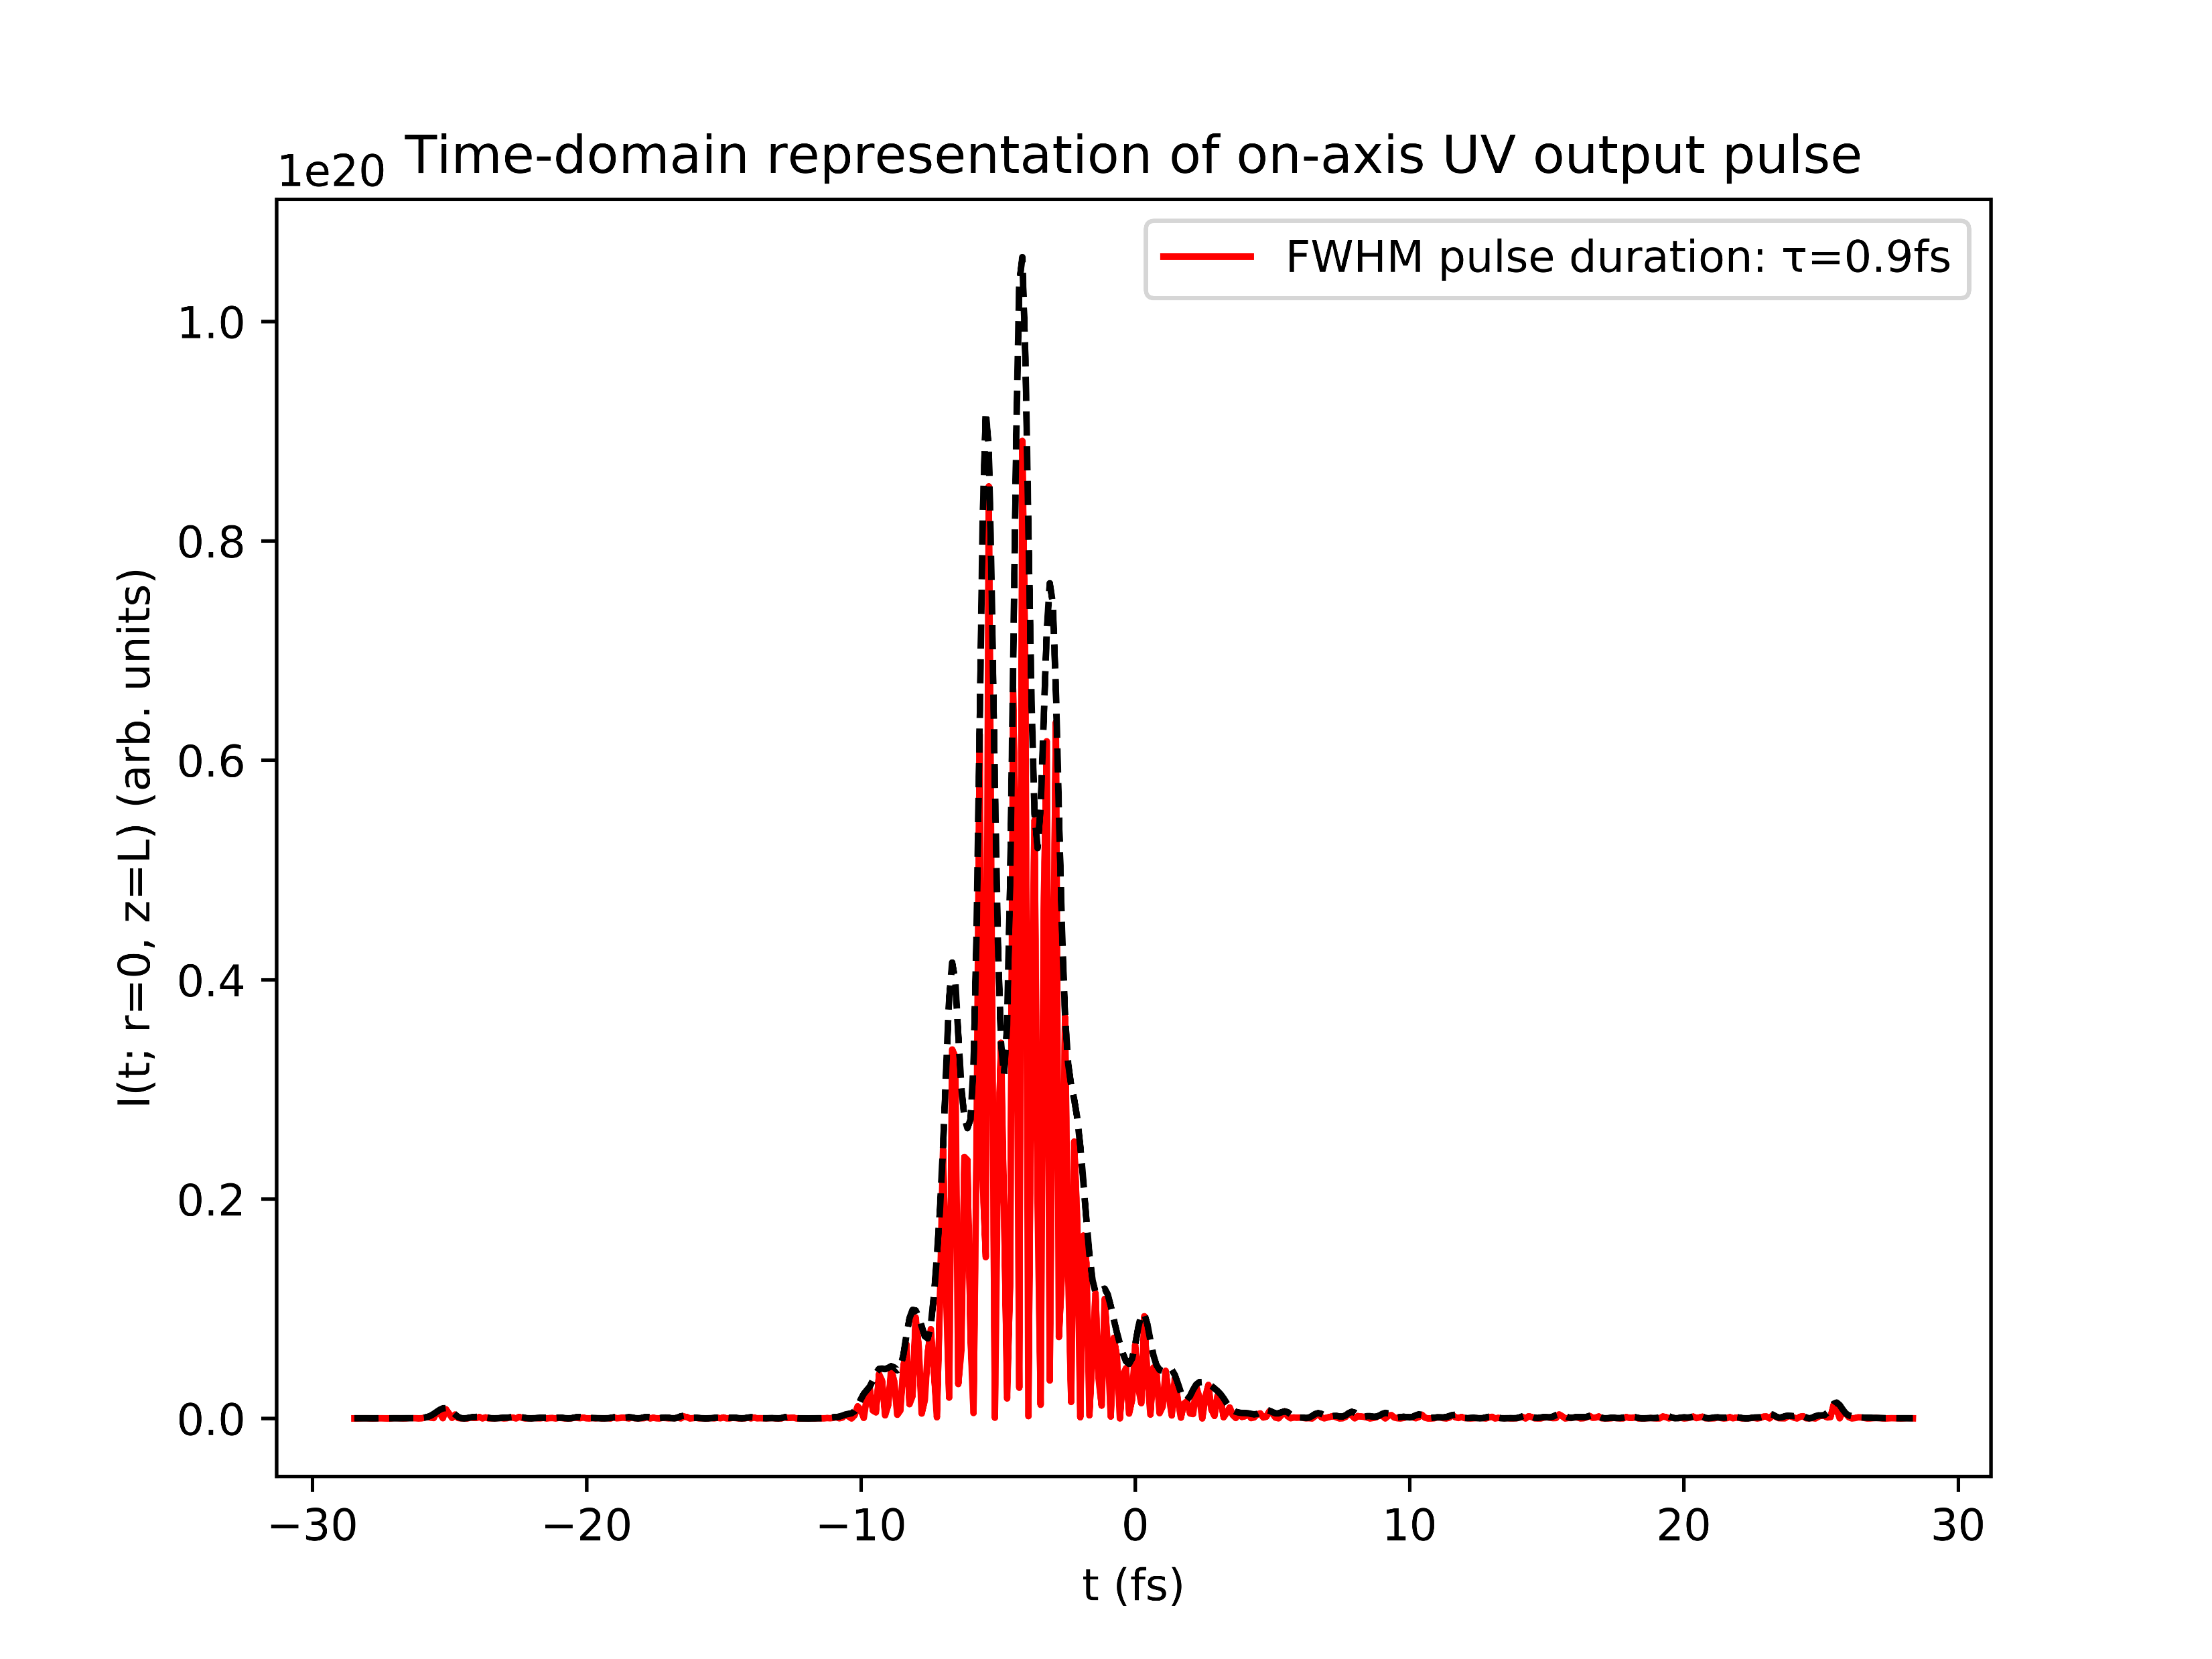 Time-domain representation of on-axis UV output pulse
1e20
FWHM pulse duration: τ=0.9fs
I(t; r=0, z=L) (arb. units)
1.0
0.8
0.6
0.4
0.2
0.0
−30 −20 −10 0 10 20 30
t (fs)